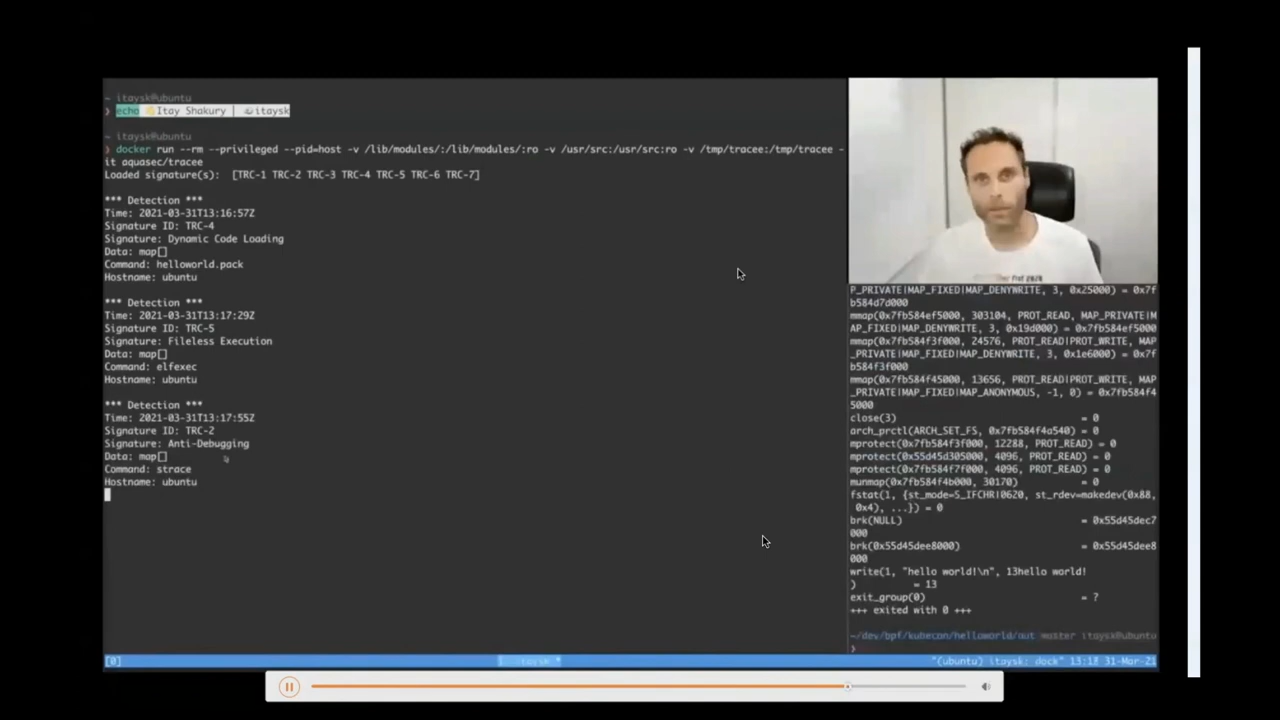 ~ itaysk@ubuntu
❯ echo 👋Itay Shakury | itaysk
~ itaysk@ubuntu
❯ docker run --rm --privileged --pid=host -v /lib/modules/:/lib/modules/:ro -v /usr/src:/usr/src:ro -v /tmp/tracee:/tmp/tracee -
it aquasec/tracee
Loaded signature(s):  [TRC-1 TRC-2 TRC-3 TRC-4 TRC-5 TRC-6 TRC-7]
*** Detection ***
Time: 2021-03-31T13:16:57Z
Signature ID: TRC-4
Signature: Dynamic Code Loading
Data: map[]
Command: helloworld.pack
Hostname: ubuntu
*** Detection ***
Time: 2021-03-31T13:17:29Z
Signature ID: TRC-5
Signature: Fileless Execution
Data: map[]
Command: elfexec
Hostname: ubuntu
*** Detection ***
Time: 2021-03-31T13:17:55Z
Signature ID: TRC-2
Signature: Anti-Debugging
Data: map[]
Command: strace
Hostname: ubuntu
P_PRIVATE|MAP_FIXED|MAP_DENYWRITE, 3, 0x25000) = 0x7f
b584d7d000
mmap(0x7fb584ef5000, 303104, PROT_READ, MAP_PRIVATE|M
AP_FIXED|MAP_DENYWRITE, 3, 0x19d000) = 0x7fb584ef5000
mmap(0x7fb584f3f000, 24576, PROT_READ|PROT_WRITE, MAP
_PRIVATE|MAP_FIXED|MAP_DENYWRITE, 3, 0x1e6000) = 0x7f
b584f3f000
mmap(0x7fb584f45000, 13656, PROT_READ|PROT_WRITE, MAP
_PRIVATE|MAP_FIXED|MAP_ANONYMOUS, -1, 0) = 0x7fb584f4
5000
close(3) = 0
arch_prctl(ARCH_SET_FS, 0x7fb584f4a540) = 0
mprotect(0x7fb584f3f000, 12288, PROT_READ) = 0
mprotect(0x55d45d305000, 4096, PROT_READ) = 0
mprotect(0x7fb584f7f000, 4096, PROT_READ) = 0
munmap(0x7fb584f4b000, 30170) = 0
fstat(1, {st_mode=S_IFCHR|0620, st_rdev=makedev(0x88,
0x4), ...}) = 0
brk(NULL) = 0x55d45dec7
000
brk(0x55d45dee8000) = 0x55d45dee8
000
write(1, "hello world!\n", 13hello world!
) = 13
exit_group(0) = ?
+++ exited with 0 +++
~/dev/bpf/kubecon/helloworld/out master itaysk@ubuntu
❯
[0] "(ubuntu) itaysk: dock" 13:18 31-Mar-21